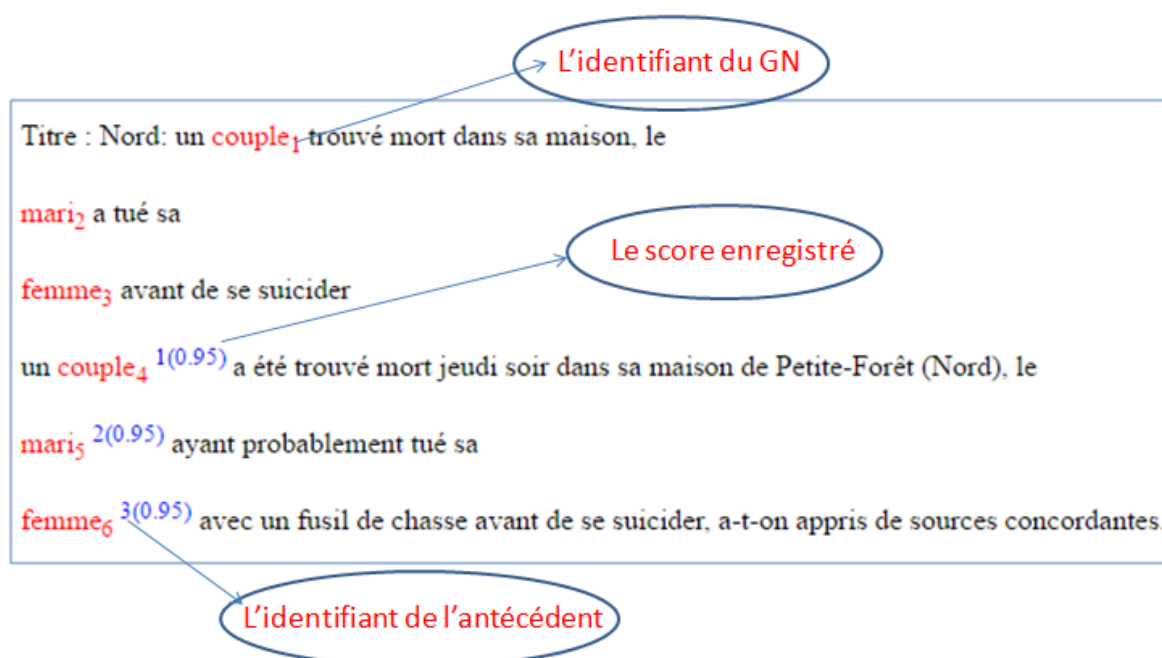 L'identifiant du GN
Titre : Nord: un couple1 trouvé mort dans sa maison, le
mari2 a tué sa
Le score enregistré
femme3 avant de se suicider
un couple4 1(0.95) a été trouvé mort jeudi soir dans sa maison de Petite-Forêt (Nord), le
mari5 2(0.95) ayant probablement tué sa
femme6 3(0.95) avec un fusil de chasse avant de se suicider, a-t-on appris de sources concordantes.
L'identifiant de l'antécédent